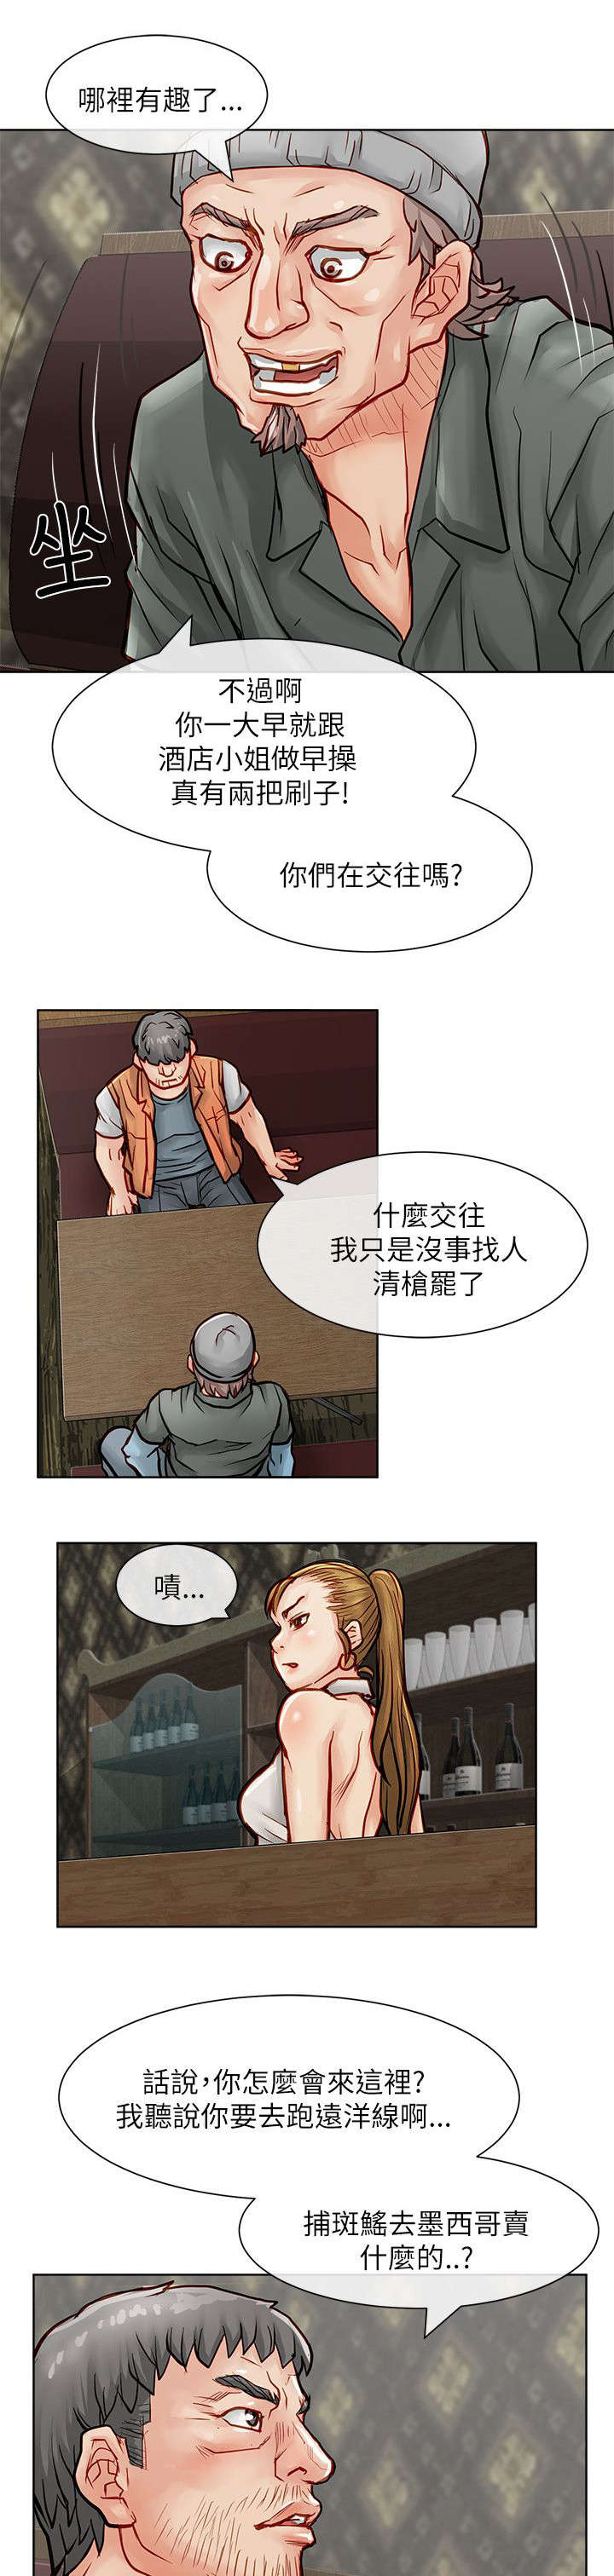 哪裡有趣了...
坐
不過啊
你一大早就跟
酒店小姐做早操
真有兩把刷子!
你們在交往嗎?
什麼交往
我只是沒事找人
清槍罷了
嘖...
話說,你怎麼會來這裡?
我聽說你要去跑遠洋線啊...
捕斑鰩去墨西哥賣
什麼的..?